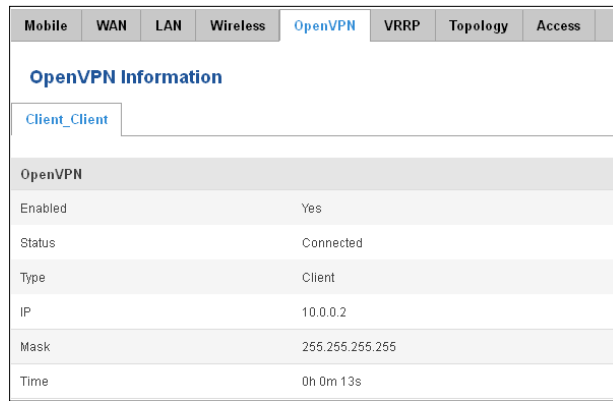 Mobile WAN LAN Wireless OpenVPN VRRP Topology Access
OpenVPN Information
Client_Client
OpenVPN
Enabled Yes
Status Connected
Type Client
IP 10.0.0.2
Mask 255.255.255.255
Time 0h 0m 13s